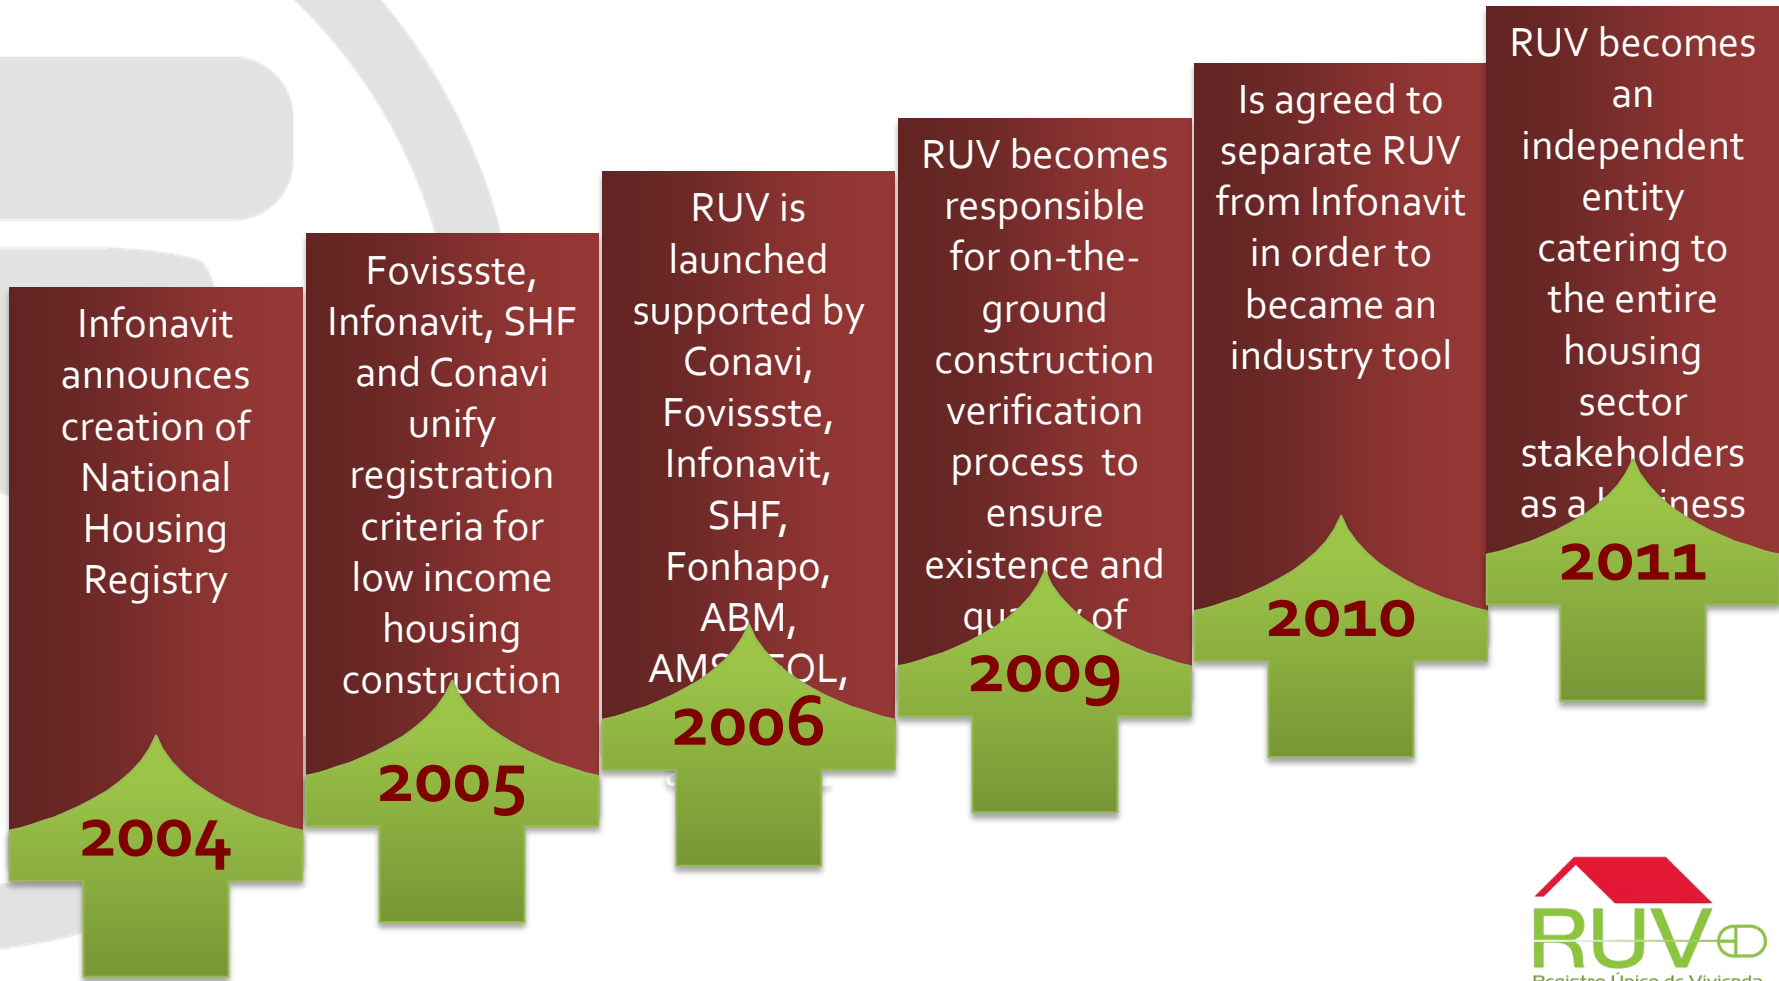 Infonavit
announces
creation of
National
Housing
Registry
2004
Fovissste,
Infonavit, SHF
and Conavi
unify
registration
criteria for
low income
housing
construction
2005
RUV is
launched
supported by
Conavi,
Fovissste,
Infonavit,
SHF,
Fonhapo,
ABM,
2006
RUV becomes
responsible
for on-the-
ground
construction
verification
process to
ensure
existence and
of
2009
Is agreed to
separate RUV
from Infonavit
in order to
became an
industry tool
2010
RUV becomes
an
independent
entity
catering to
the entire
housing
sector
stakeholders
as a
2011
RUV
Registro Único de Vivienda